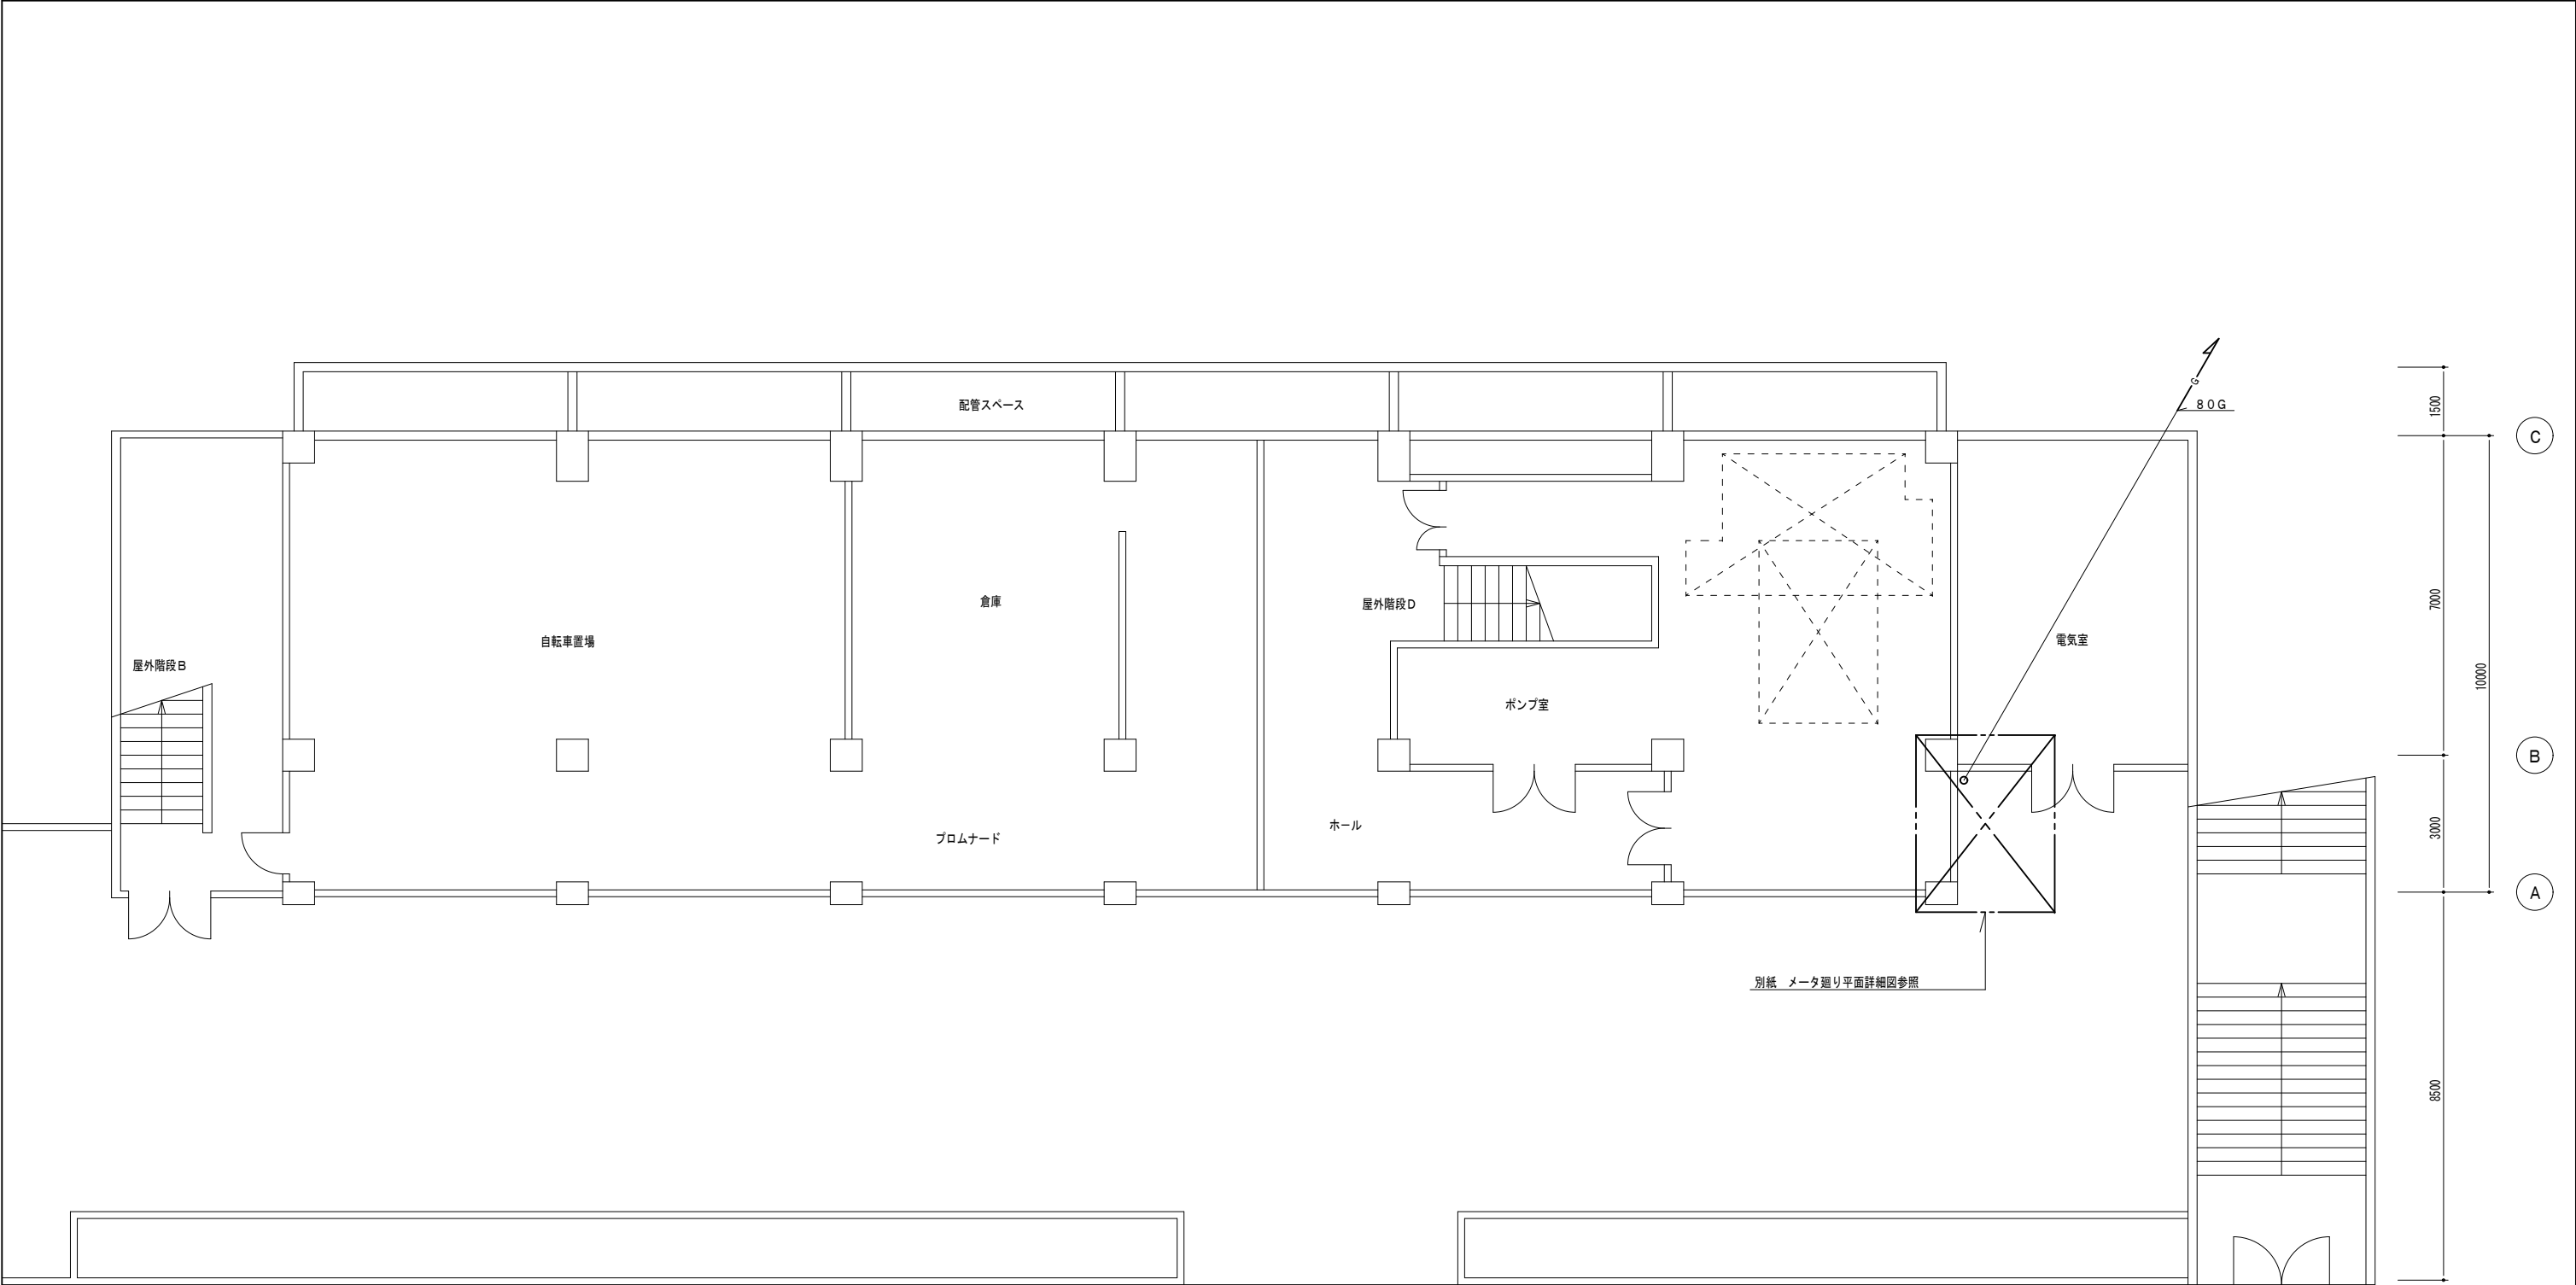 G
80G
配管スペース
1500
C
倉庫
屋外階段D
7000
自転車置場
電気室
屋外階段B
10000
ポンプ室
B
ホール
3000
プロムナード
A
別紙　メータ廻り平面詳細図参照
8500